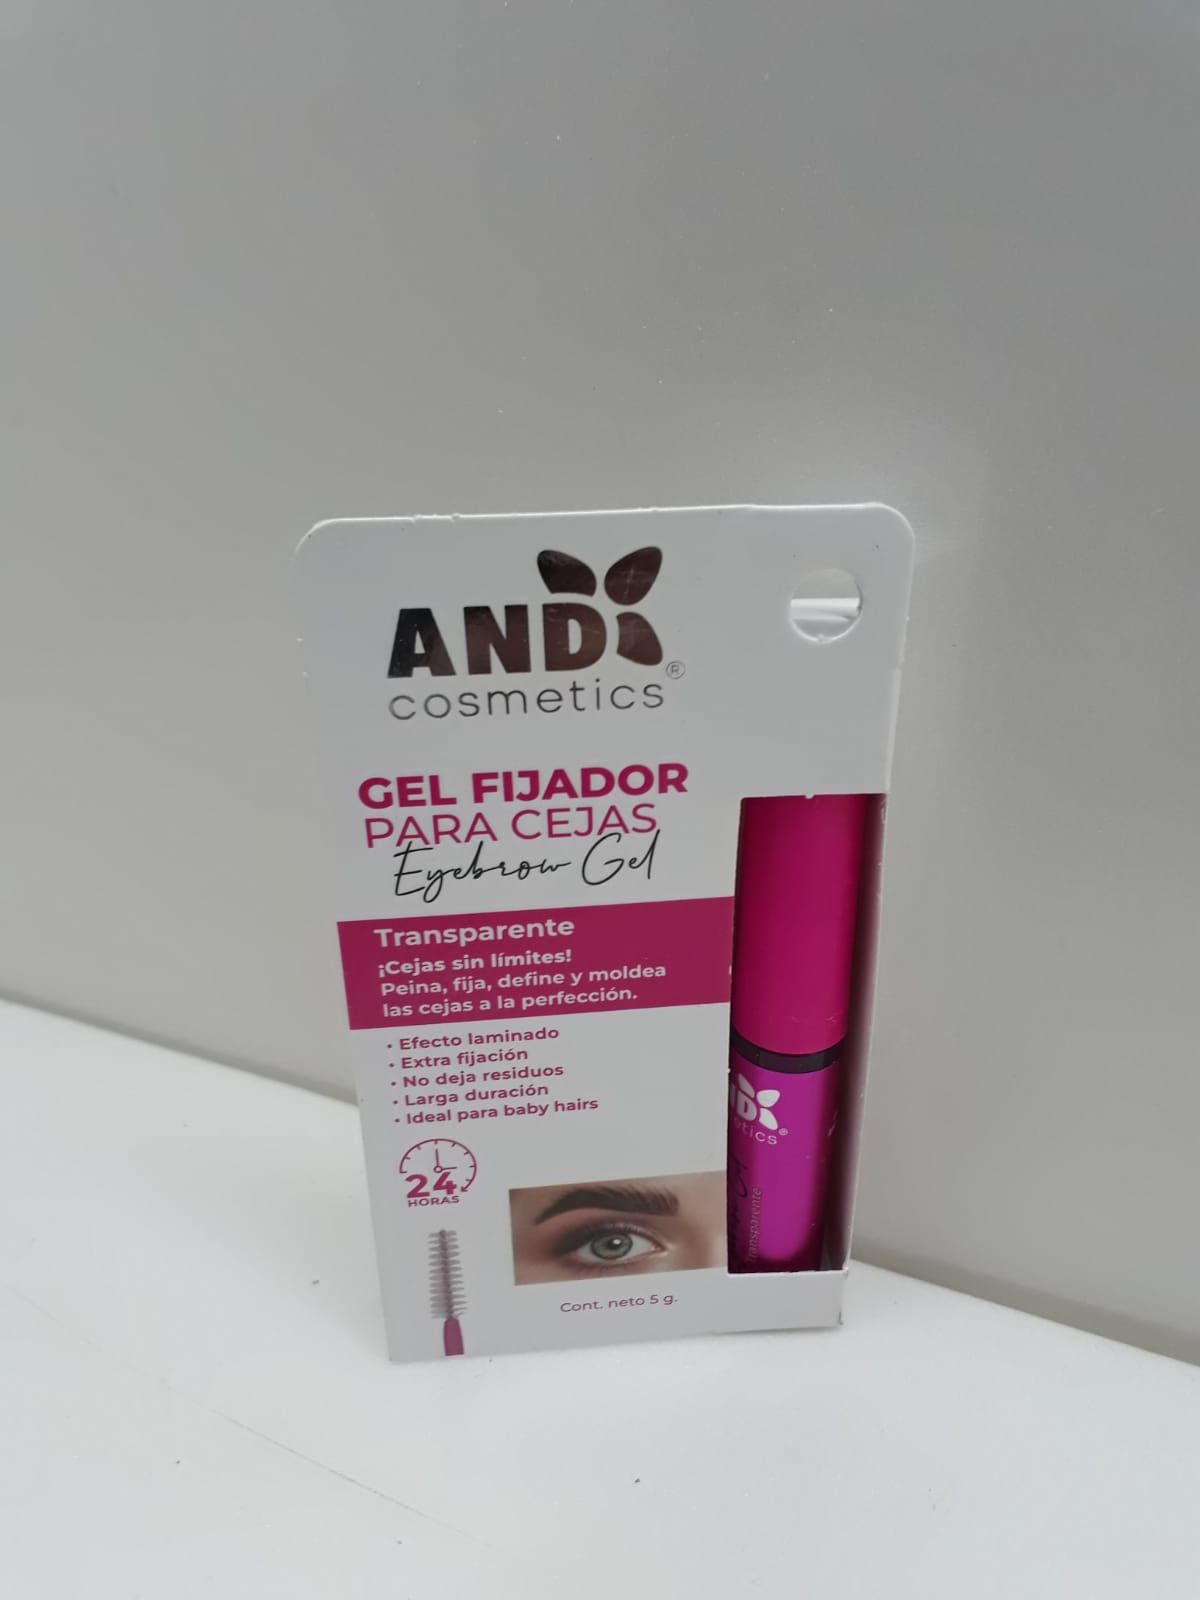 ANDI
cosmetics®
GEL FIJADOR
PARA CEJAS
Eyebrow Gel
Transparente
¡Cejas sin límites!
Peina, fija, define y moldea
las cejas a la perfección.
• Efecto laminado
• Extra fijación
• No deja residuos
• Larga duración
• Ideal para baby hairs
24
HORAS
Cont. neto 5 g.
Transparente